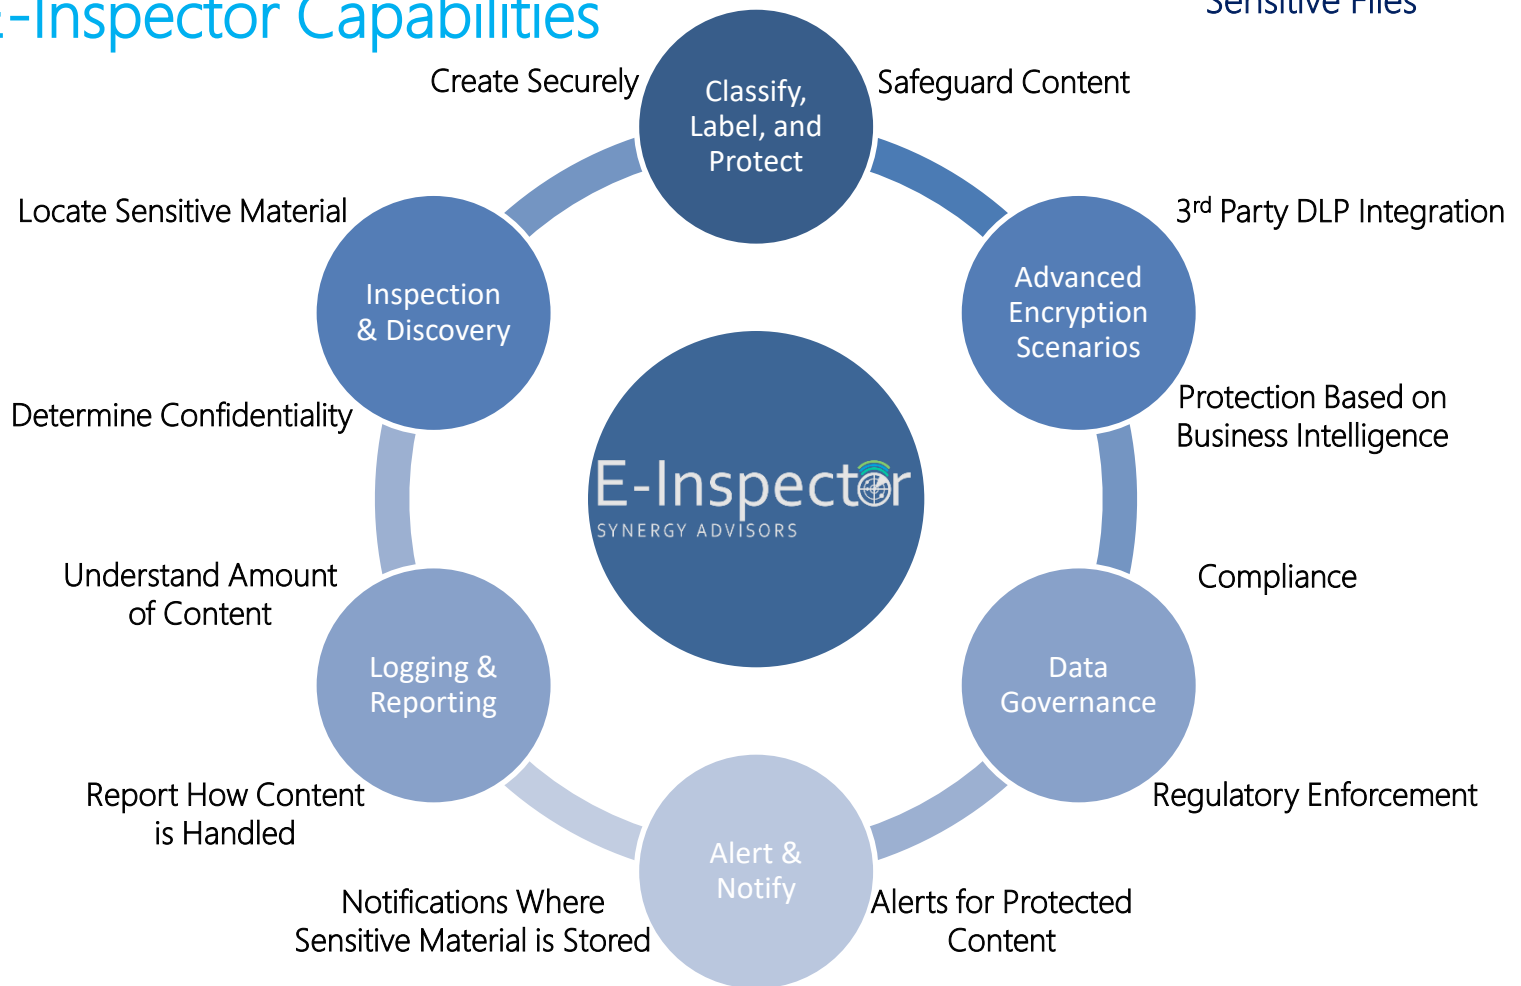 E-Inspector Capabilities
Sensitive Files
Create Securely
Classify,
Label, and
Protect
Safeguard Content
Locate Sensitive Material
3rd Party DLP Integration
Inspection
& Discovery
Advanced
Encryption
Scenarios
Determine Confidentiality
Protection Based on
Business Intelligence
E-Inspector
SYNERGY ADVISORS
Understand Amount
of Content
Compliance
Logging &
Reporting
Data
Governance
Report How Content
is Handled
Regulatory Enforcement
Alert &
Notify
Notifications Where
Sensitive Material is Stored
Alerts for Protected
Content